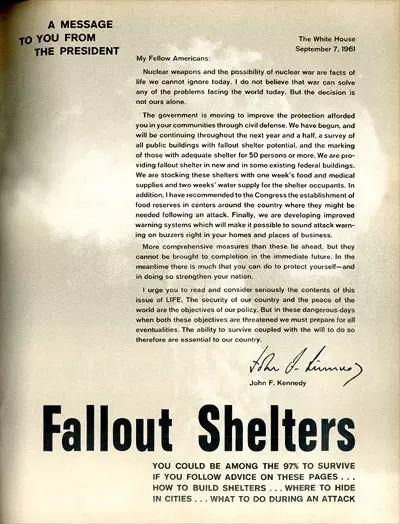 A MESSAGE
TO YOU FROM
THE PRESIDENT
The White House
September 7, 1961
My Fellow Americans:
Nuclear weapons and the possibility of nuclear war are facts of
life we cannot ignore today. I do not believe that war can solve
any of the problems facing the world today. But the decision is
not ours alone.
The government is moving to improve the protection afforded
you in your communities through civil defense. We have begun, and
will be continuing throughout the next year and a half, a survey of
all public buildings with fallout shelter potential, and the marking
of those with adequate shelter for 50 persons or more. We are pro-
viding fallout shelter in new and in some existing federal buildings.
We are stocking these shelters with one week's food and medical
supplies and two weeks' water supply for the shelter occupants. In
addition, I have recommended to the Congress the establishment of
food reserves in centers around the country where they might be
needed following an attack. Finally, we are developing improved
warning systems which will make it possible to sound attack warn-
ing on buzzers right in your homes and places of business.
More comprehensive measures than these lie ahead, but they
cannot be brought to completion in the immediate future. In the
meantime there is much that you can do to protect yourself—and
in doing so strengthen your nation.
I urge you to read and consider seriously the contents of this
issue of LIFE. The security of our country and the peace of the
world are the objectives of our policy. But in these dangerous days
when both these objectives are threatened we must prepare for all
eventualities. The ability to survive coupled with the will to do so
therefore are essential to our country.
John F. Kennedy
John F. Kennedy
Fallout Shelters
YOU COULD BE AMONG THE 97% TO SURVIVE
IF YOU FOLLOW ADVICE ON THESE PAGES . . .
HOW TO BUILD SHELTERS . . . WHERE TO HIDE
IN CITIES . . . WHAT TO DO DURING AN ATTACK